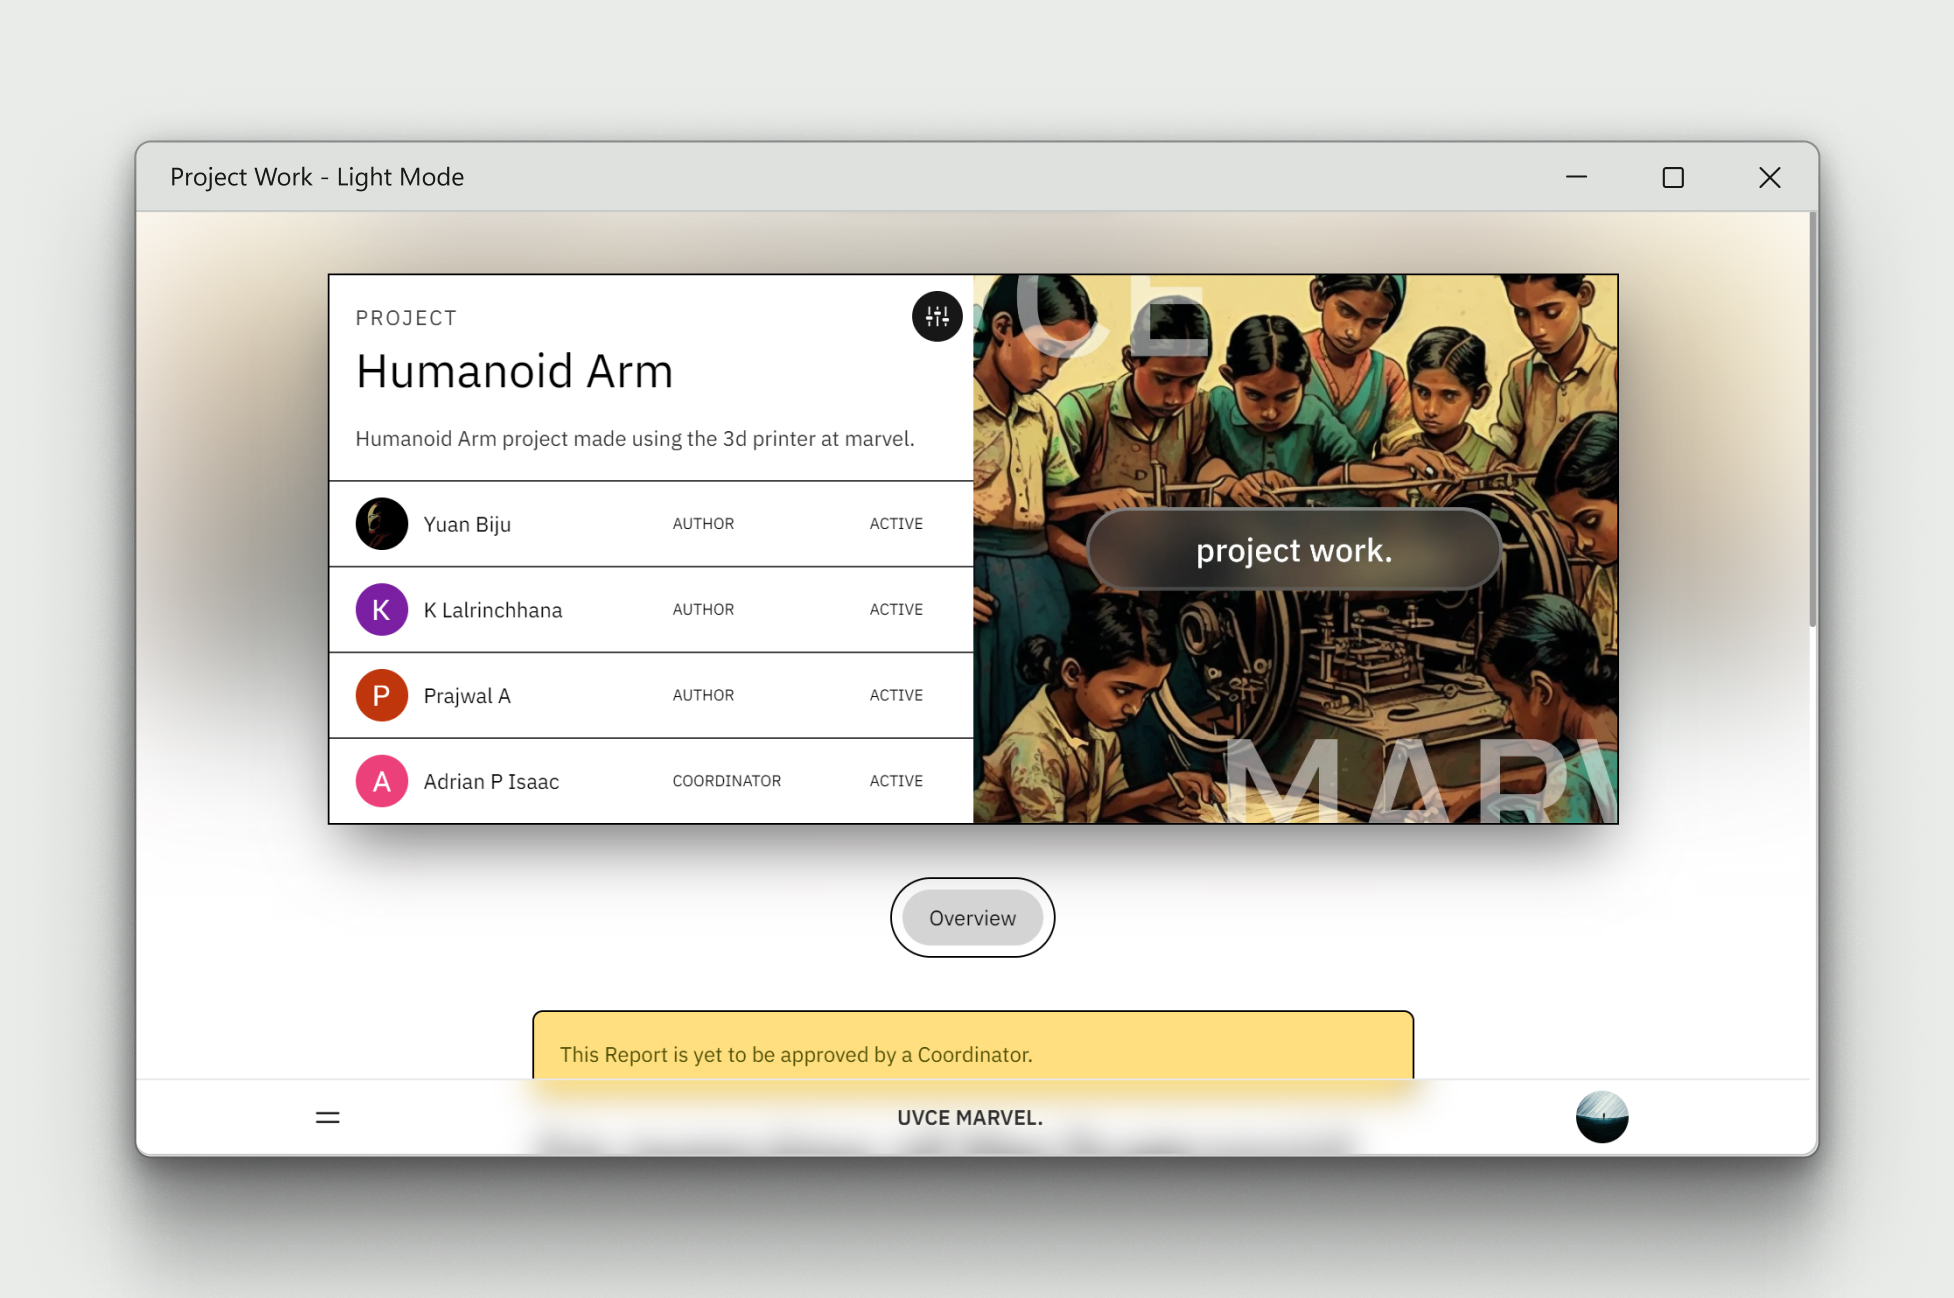 Project Work - Light Mode
PROJECT
Humanoid Arm
Humanoid Arm project made using the 3d printer at marvel.
Yuan Biju AUTHOR ACTIVE
K K Lalrinchhana AUTHOR ACTIVE
P Prajwal A AUTHOR ACTIVE
A Adrian P Isaac COORDINATOR ACTIVE
CE
project work.
MARV
Overview
This Report is yet to be approved by a Coordinator.
UVCE MARVEL.